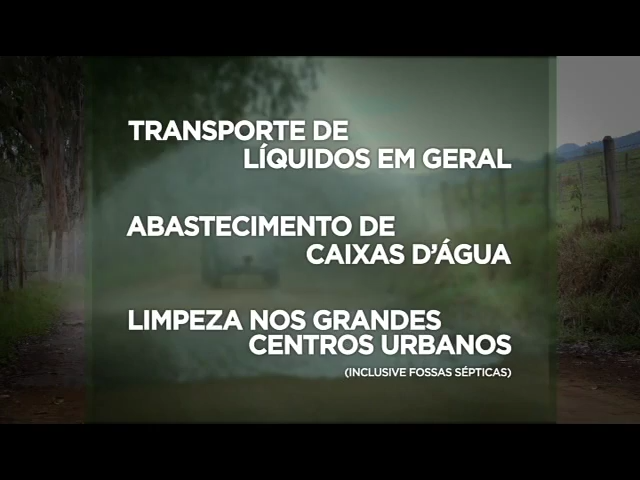 TRANSPORTE DE
LÍQUIDOS EM GERAL
ABASTECIMENTO DE
CAIXAS D'ÁGUA
LIMPEZA NOS GRANDES
CENTROS URBANOS
(INCLUSIVE FOSSAS SÉPTICAS)